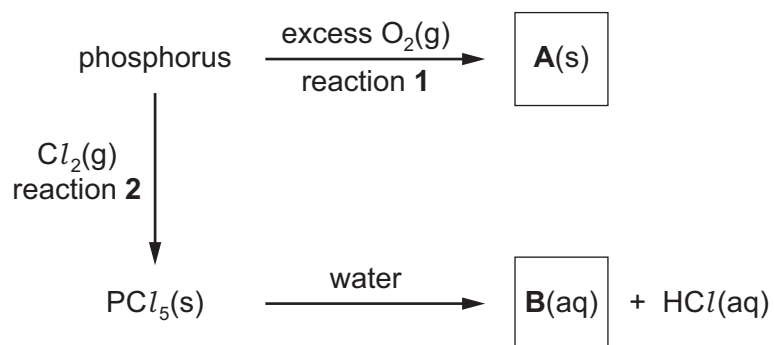 phosphorus
excess O₂(g)
reaction 1
A(s)
Cl₂(g)
reaction 2
PCl₅(s)
water
B(aq) + HCl(aq)